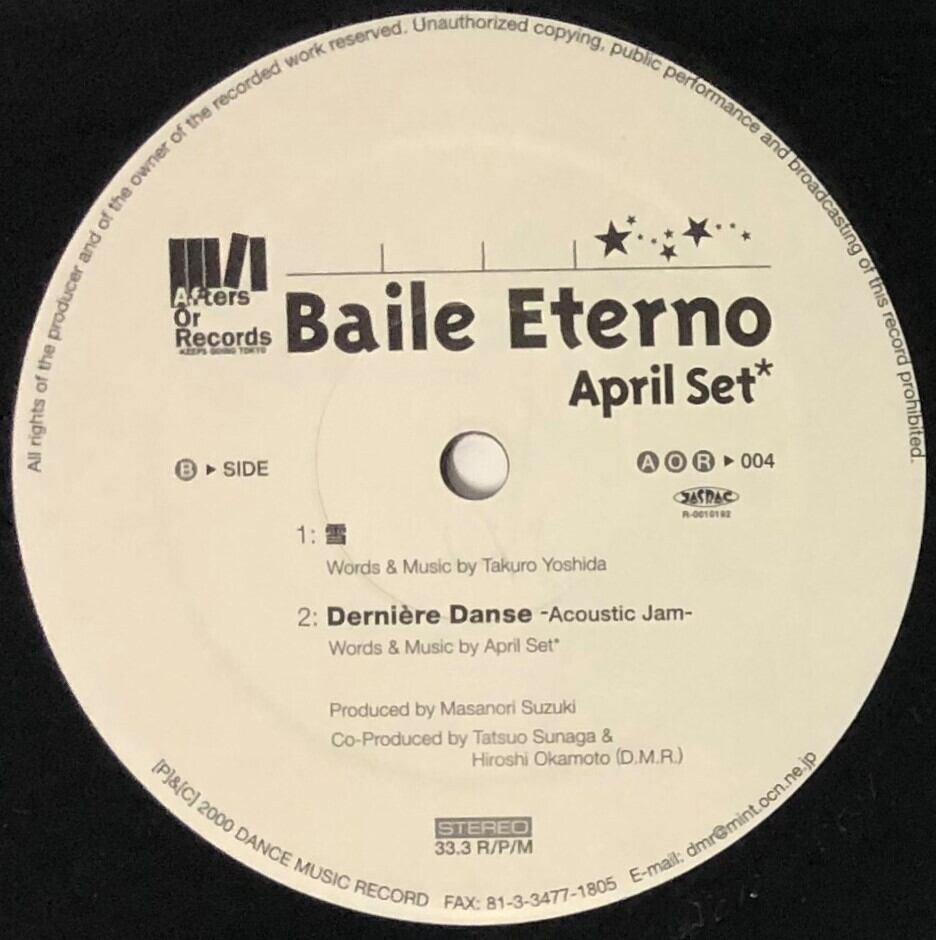 All rights of the producer and of the owner of the recorded work reserved. Unauthorized copying, public performance and broadcasting of this record prohibited.
Afters
Or
Records
KEEPS GOING TOKYO
Baile Eterno
April Set*
B ▶ SIDE
A O R ▶ 004
JASRAC
R-0010192
1: 雪
Words & Music by Takuro Yoshida
2: Dernière Danse -Acoustic Jam-
Words & Music by April Set*
Produced by Masanori Suzuki
Co-Produced by Tatsuo Sunaga &
Hiroshi Okamoto (D.M.R.)
STEREO
33.3 R/P/M
[P]&[C] 2000 DANCE MUSIC RECORD FAX: 81-3-3477-1805 E-mail: dmr@mint.ocn.ne.jp